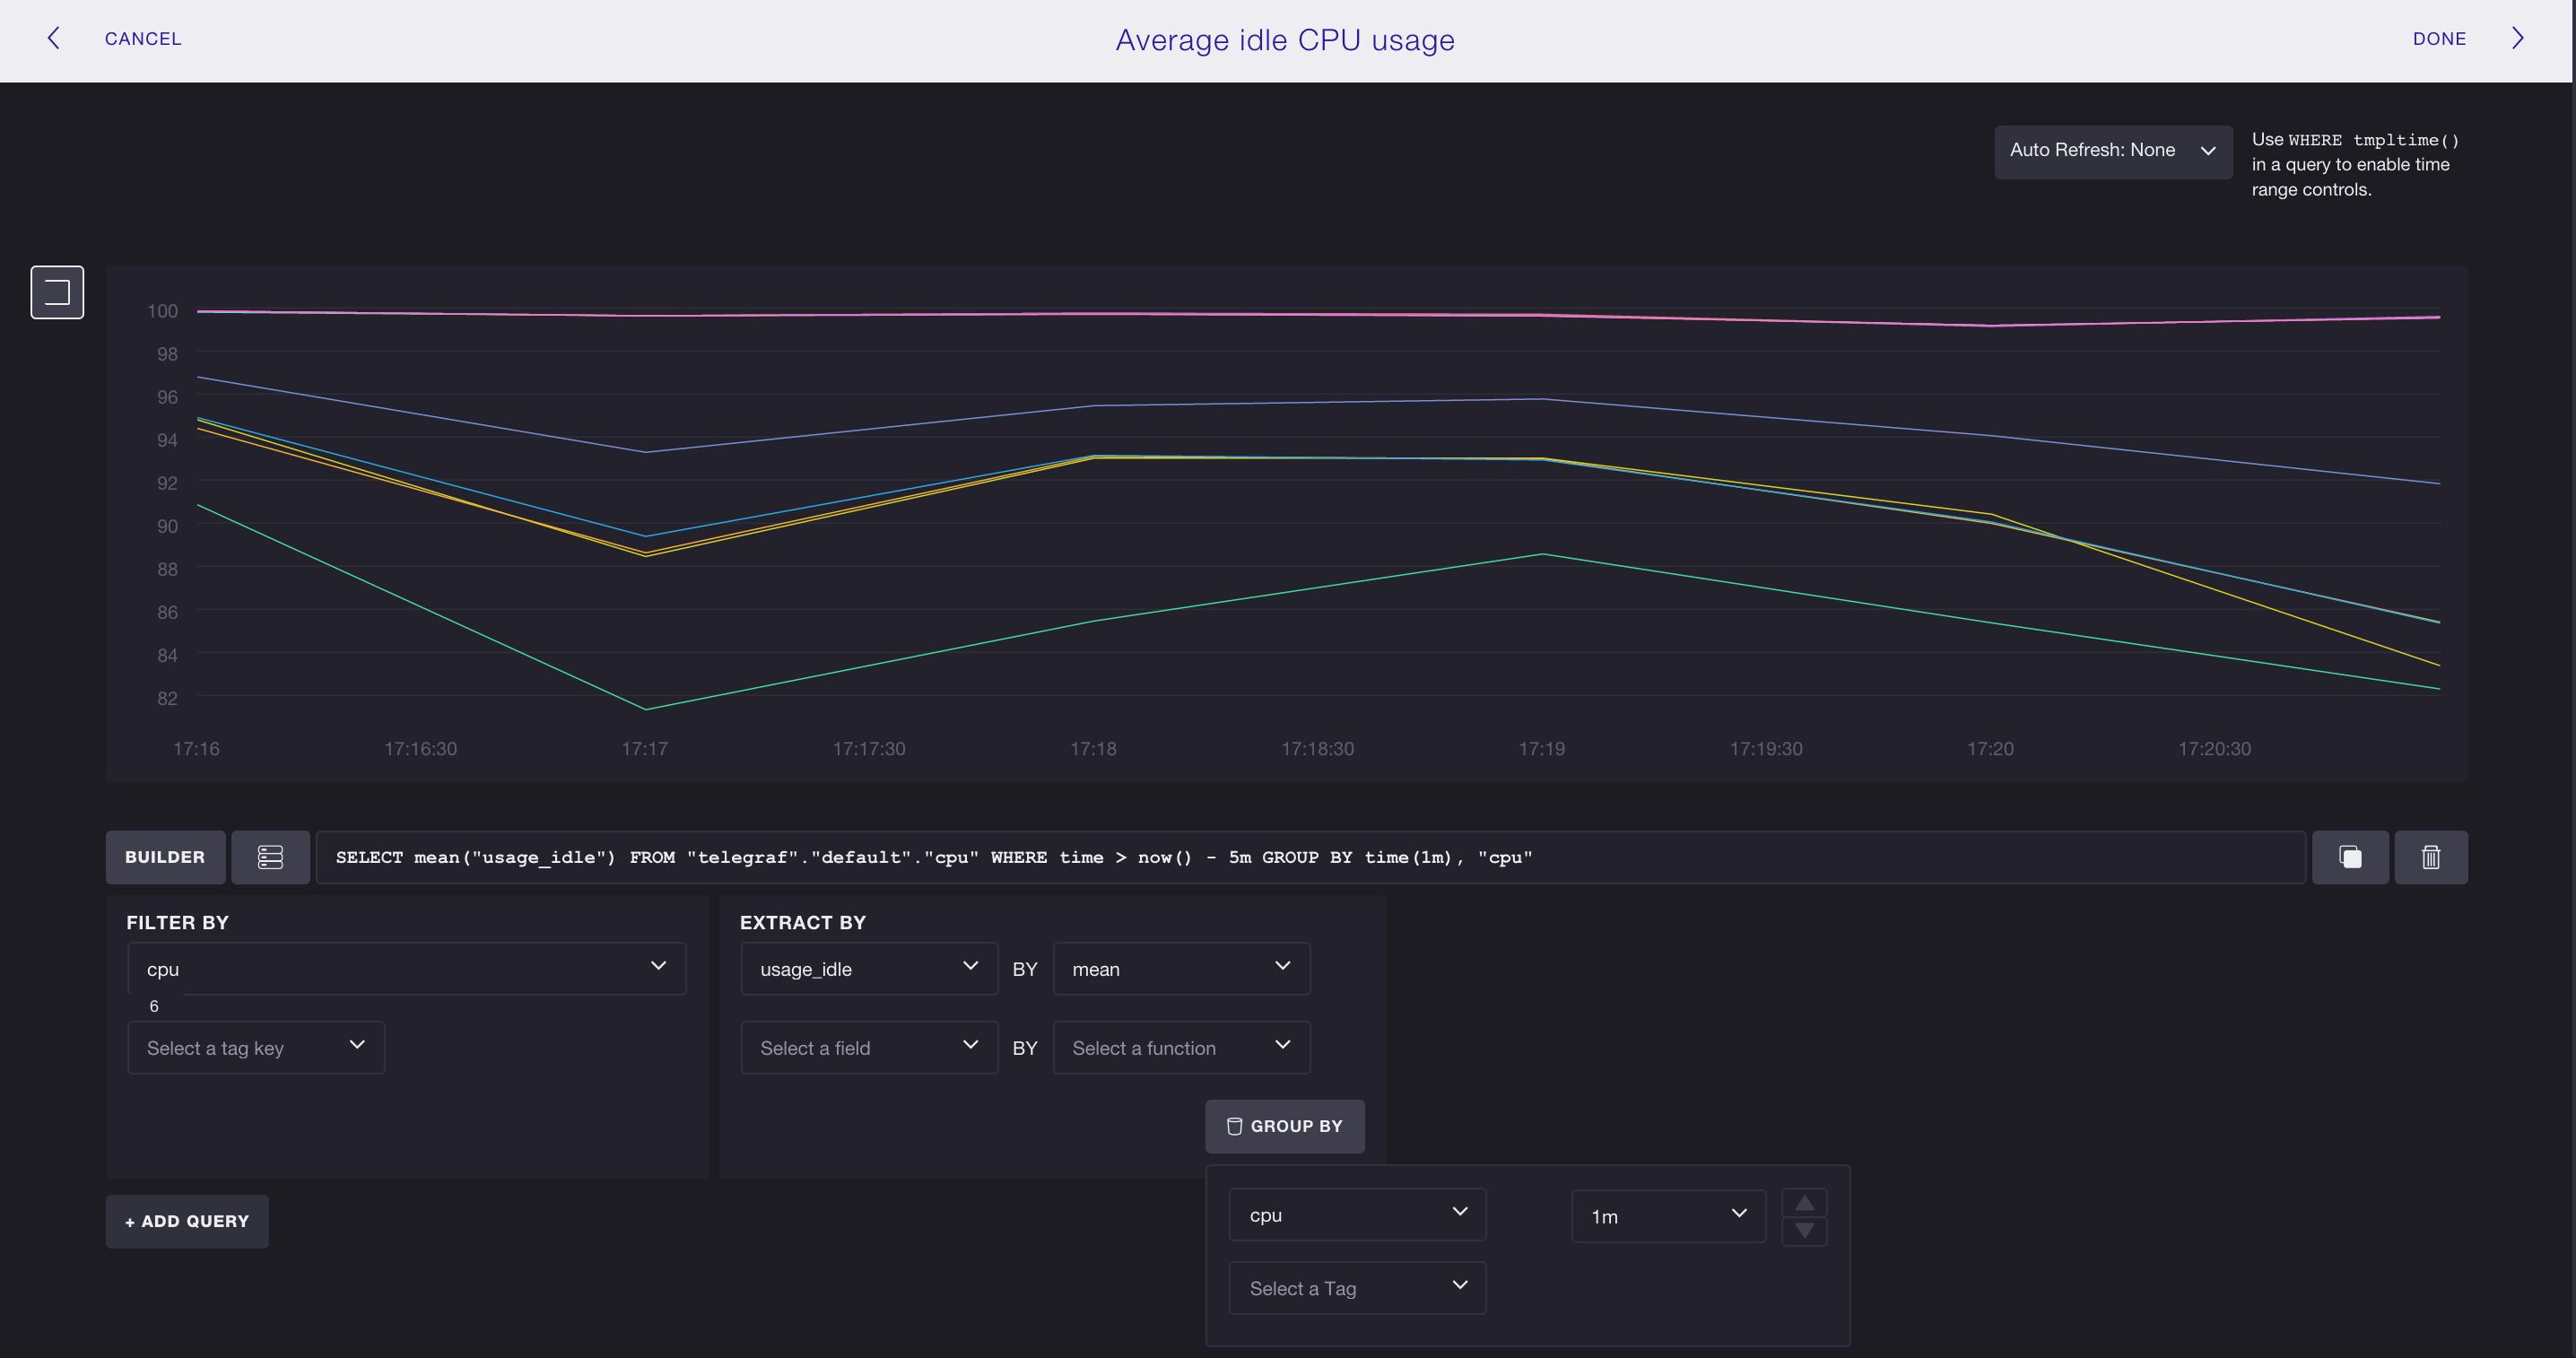 CANCEL
Average idle CPU usage
DONE
Auto Refresh: None
Use WHERE tmpltime()
in a query to enable time
range controls.
100
98
96
94
92
90
88
86
84
82
17:16 17:16:30 17:17 17:17:30 17:18 17:18:30 17:19 17:19:30 17:20 17:20:30
BUILDER
SELECT mean("usage_idle") FROM "telegraf"."default"."cpu" WHERE time > now() - 5m GROUP BY time(1m), "cpu"
FILTER BY
cpu
6
Select a tag key
EXTRACT BY
usage_idle BY mean
Select a field BY Select a function
GROUP BY
cpu
1m
Select a Tag
+ ADD QUERY